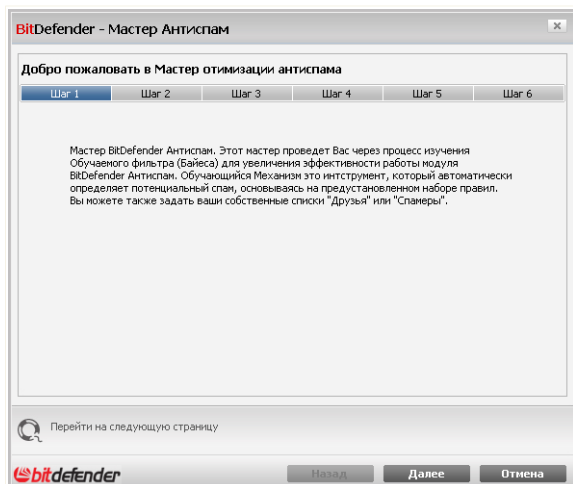 BitDefender - Мастер Антиспам
Добро пожаловать в Мастер отимизации антиспама
Шаг 1 Шаг 2 Шаг 3 Шаг 4 Шаг 5 Шаг 6
Мастер BitDefender Антиспам. Этот мастер проведет Вас через процесс изучения
Обучаемого фильтра (Байеса) для увеличения эффективности работы модуля
BitDefender Антиспам. Обучающийся Механизм это интструмент, который автоматически
определяет потенциальный спам, основываясь на предустановленном наборе правил.
Вы можете также задать ваши собственные списки "Друзья" или "Спамеры".
Перейти на следующую страницу
bitdefender Назад Далее Отмена